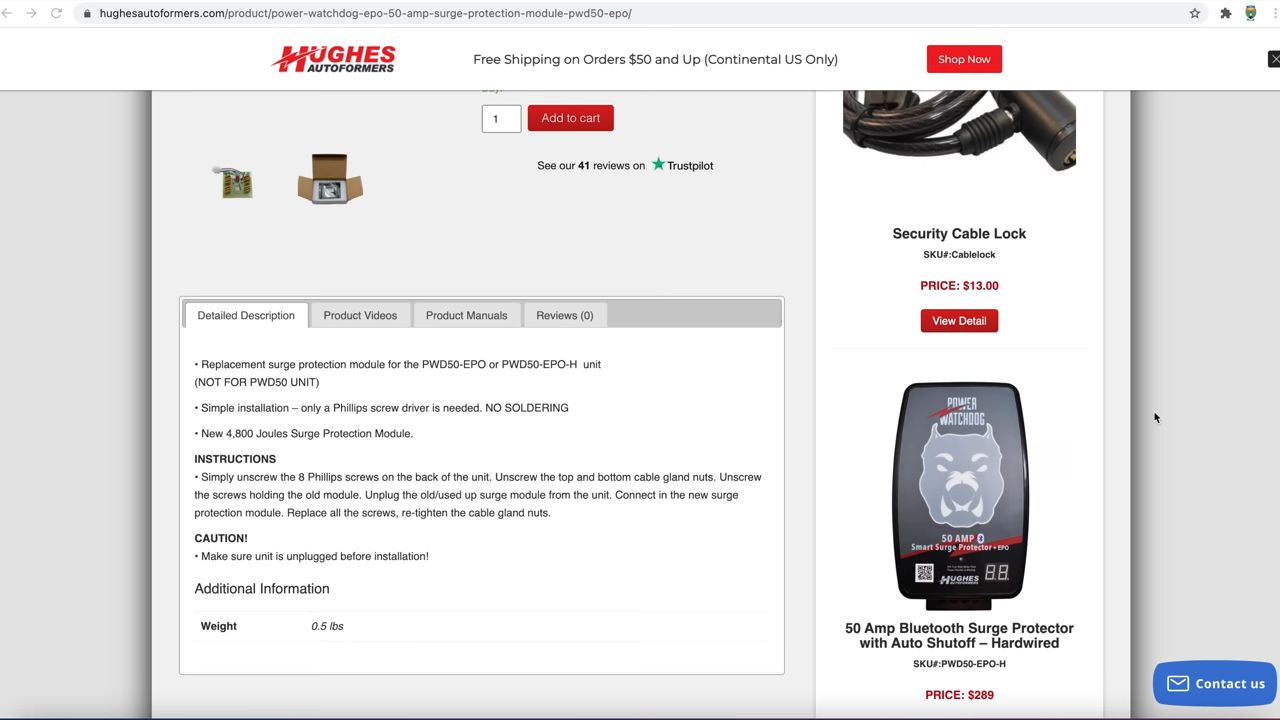 hughesautoformers.com/product/power-watchdog-epo-50-amp-surge-protection-module-pwd50-epo/
HUGHES
AUTOFORMERS
Free Shipping on Orders $50 and Up (Continental US Only)
Shop Now
1
Add to cart
See our 41 reviews on Trustpilot
Detailed Description
Product Videos
Product Manuals
Reviews (0)
• Replacement surge protection module for the PWD50-EPO or PWD50-EPO-H unit
(NOT FOR PWD50 UNIT)
• Simple installation – only a Phillips screw driver is needed. NO SOLDERING
• New 4,800 Joules Surge Protection Module.
INSTRUCTIONS
• Simply unscrew the 8 Phillips screws on the back of the unit. Unscrew the top and bottom cable gland nuts. Unscrew
the screws holding the old module. Unplug the old/used up surge module from the unit. Connect in the new surge
protection module. Replace all the screws, re-tighten the cable gland nuts.
CAUTION!
• Make sure unit is unplugged before installation!
Additional Information
Weight 0.5 lbs
Security Cable Lock
SKU#:Cablelock
PRICE: $13.00
View Detail
POWER
WATCHDOG
50 AMP
Smart Surge Protector + EPO
HUGHES
AUTOFORMERS
50 Amp Bluetooth Surge Protector
with Auto Shutoff – Hardwired
SKU#:PWD50-EPO-H
PRICE: $289
Contact us